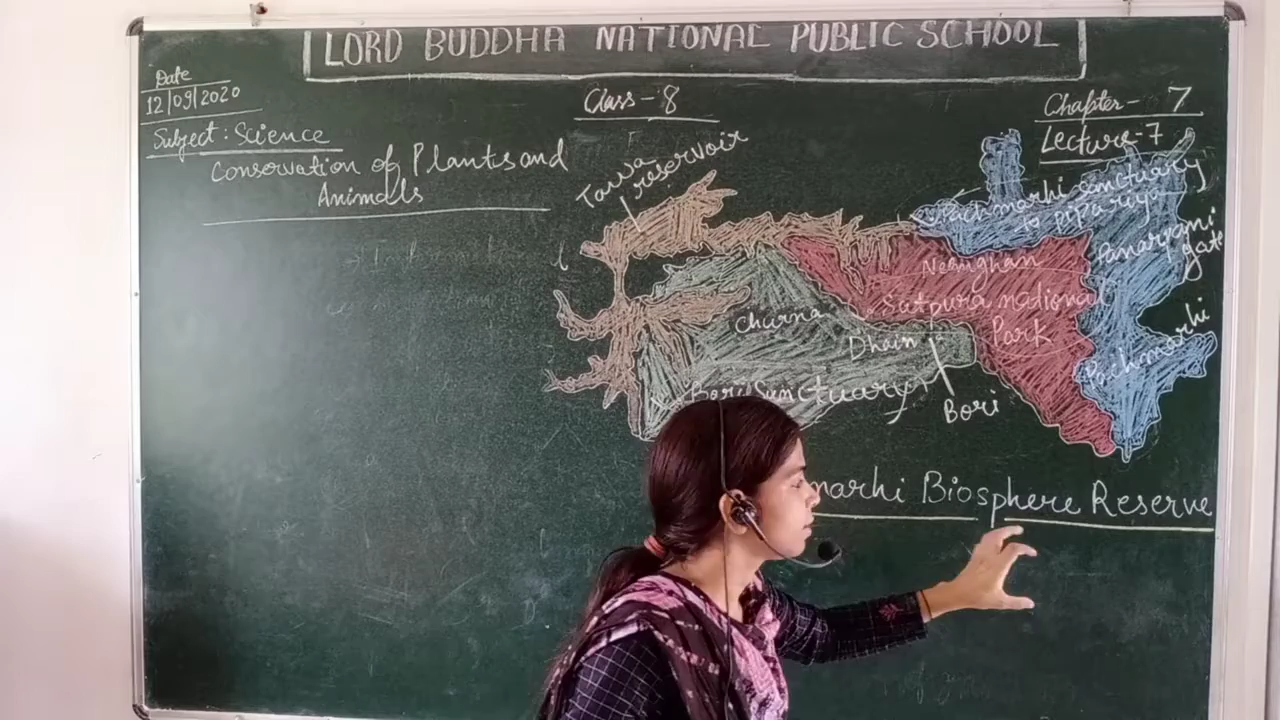 LORD BUDDHA NATIONAL PUBLIC SCHOOL
Date
12/09/2020
Class - 8
Chapter - 7
Subject : Science
Lecture - 7
Conservation of Plants and
Animals
Tawa
reservoir
Pachmarhi sanctuary
to pipariya
Panarpani
gate
Neemghan
Satpura national
Park
Churna
Dhain
Pachmarhi
Bori Sanctuary
Bori
marhi Biosphere Reserve